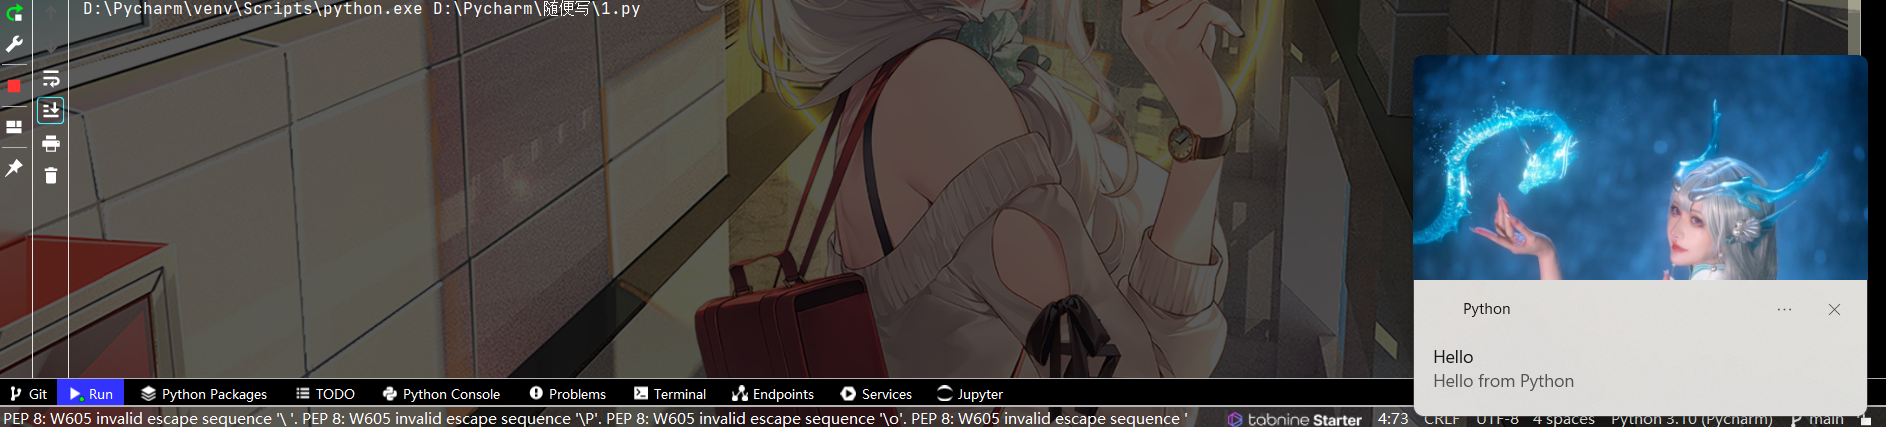 D:\Pycharm\venv\Scripts\python.exe D:\Pycharm\随便写\1.py
Python
Hello
Hello from Python
Git Run Python Packages TODO Python Console Problems Terminal Endpoints Services Jupyter
PEP 8: W605 invalid escape sequence '\ '. PEP 8: W605 invalid escape sequence '\P'. PEP 8: W605 invalid escape sequence '\o'. PEP 8: W605 invalid escape sequence ' tabnine Starter 4:73 CRLF UTF-8 4 spaces Python 3.10 (Pycharm) main